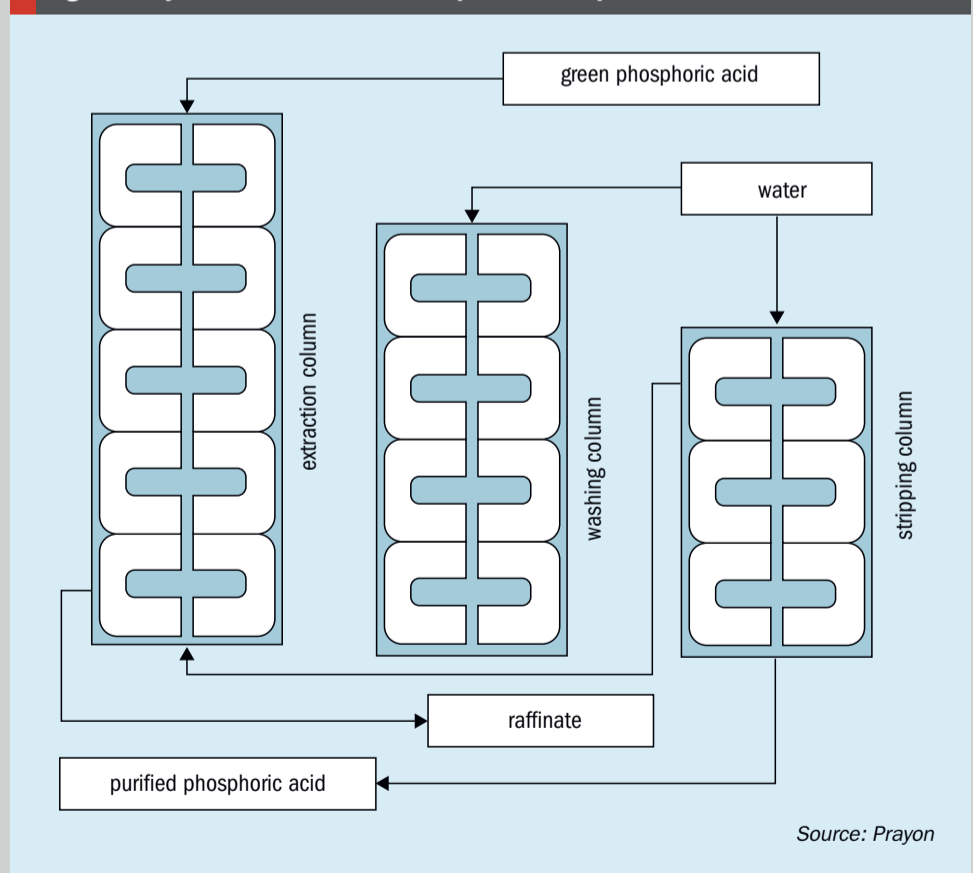 green phosphoric acid
water
extraction column
washing column
stripping column
raffinate
purified phosphoric acid
Source: Prayon